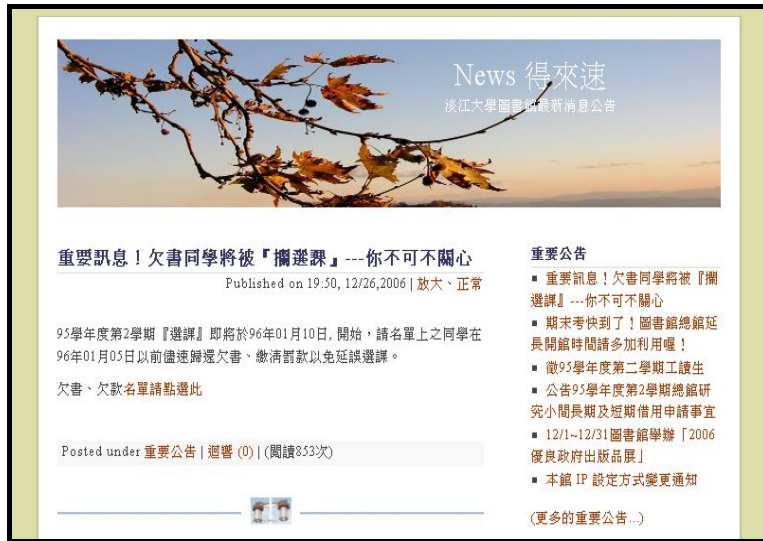 News 得來速
淡江大學圖書館最新消息公告
重要訊息！欠書同學將被『攔選課』---你不可不關心
Published on 19:50, 12/26,2006 | 放大、正常
95學年度第2學期『選課』即將於96年01月10日, 開始，請名單上之同學在
96年01月05日以前儘速歸還欠書、繳清罰款以免延誤選課。
欠書、欠款名單請點選此
Posted under 重要公告 | 迴響 (0) | (閱讀853次)
重要公告
▪ 重要訊息！欠書同學將被『攔
選課』---你不可不關心
▪ 期末考快到了！圖書館總館延
長開館時間請多加利用喔！
▪ 徵95學年度第二學期工讀生
▪ 公告95學年度第2學期總館研
究小間長期及短期借用申請事宜
▪ 12/1~12/31圖書館舉辦「2006
優良政府出版品展」
▪ 本館 IP 設定方式變更通知
(更多的重要公告...)